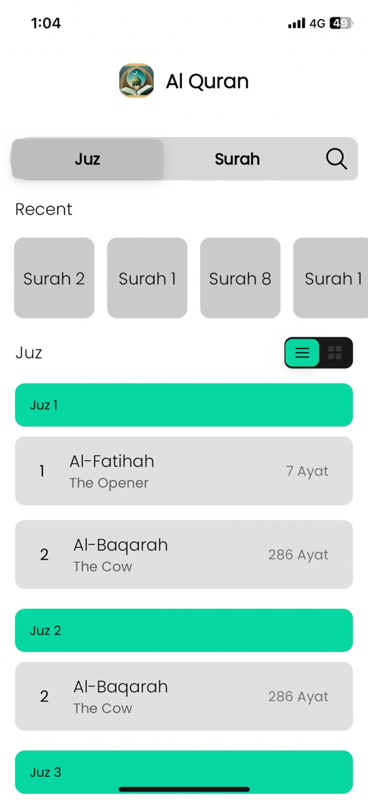 1:04
4G 49
Al Quran
Juz Surah
Recent
Surah 2 Surah 1 Surah 8 Surah 1
Juz
Juz 1
1 Al-Fatihah 7 Ayat
The Opener
2 Al-Baqarah 286 Ayat
The Cow
Juz 2
2 Al-Baqarah 286 Ayat
The Cow
Juz 3